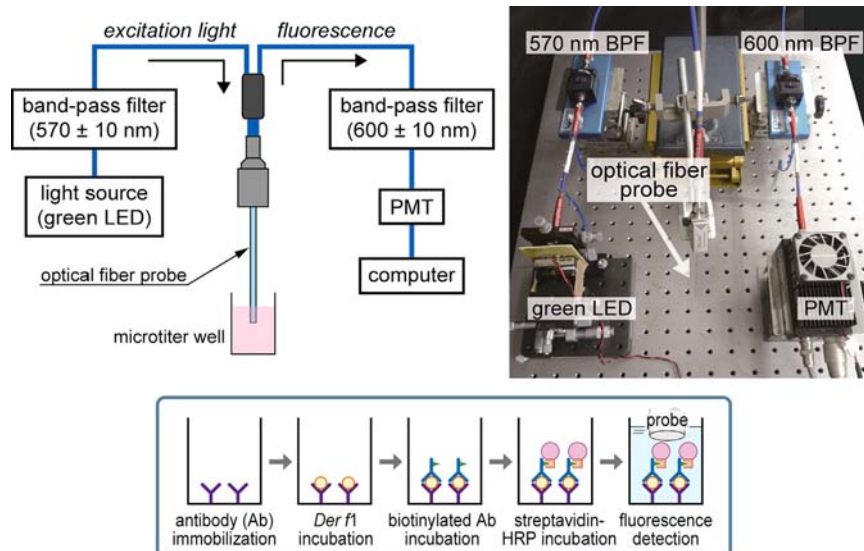 excitation light
fluorescence
band-pass filter
(570 ± 10 nm)
band-pass filter
(600 ± 10 nm)
light source
(green LED)
PMT
optical fiber probe
computer
microtiter well
570 nm BPF
600 nm BPF
optical fiber
probe
green LED
PMT
antibody (Ab)
immobilization
Der f1
incubation
biotinylated Ab
incubation
streptavidin-
HRP incubation
probe
fluorescence
detection